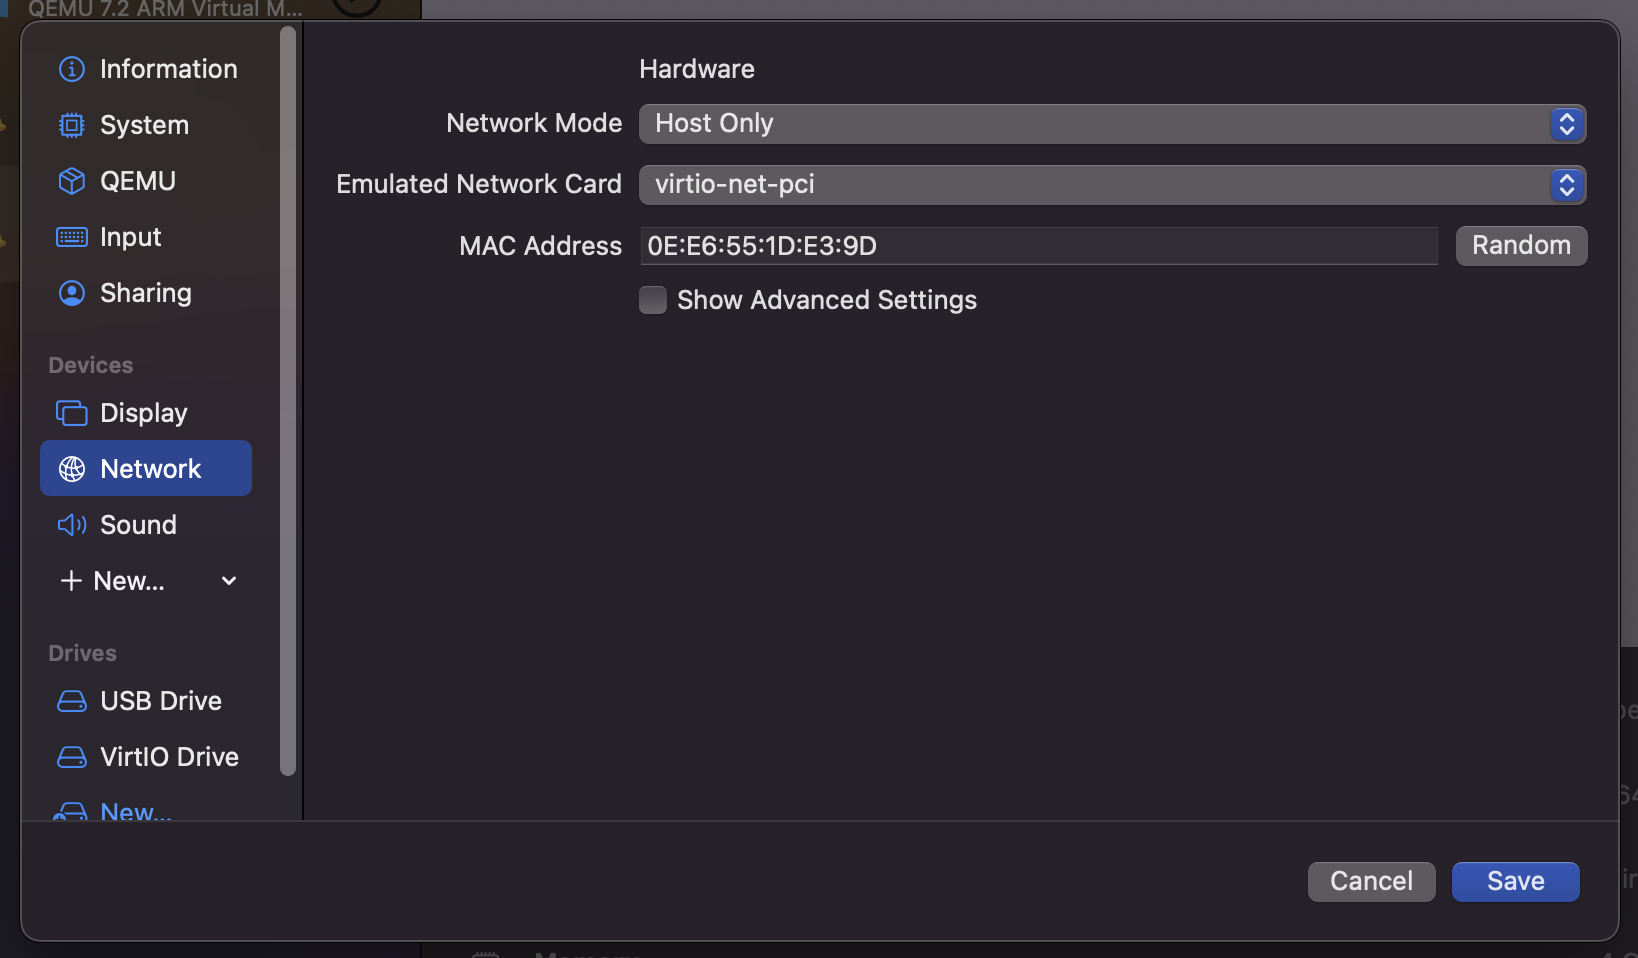 QEMU 7.2 ARM Virtual M...
Information
System
QEMU
Input
Sharing
Devices
Display
Network
Sound
New...
Drives
USB Drive
VirtIO Drive
New...
Hardware
Network Mode Host Only
Emulated Network Card virtio-net-pci
MAC Address 0E:E6:55:1D:E3:9D Random
Show Advanced Settings
Cancel Save